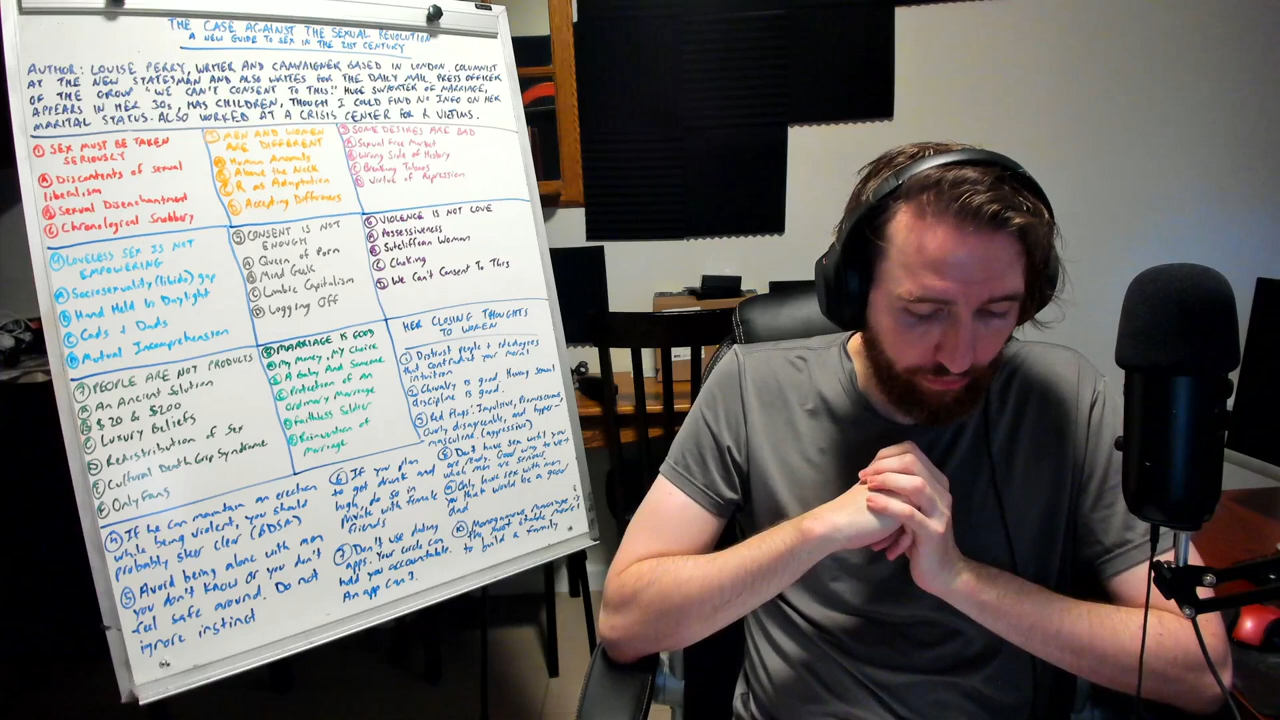 THE CASE AGAINST THE SEXUAL REVOLUTION
A NEW GUIDE TO SEX IN THE 21ST CENTURY
AUTHOR: LOUISE PERRY, WRITER AND CAMPAIGNER BASED IN LONDON. COLUMNIST
AT THE NEW STATESMAN AND ALSO WRITES FOR THE DAILY MAIL. PRESS OFFICER
OF THE GROUP "WE CAN'T CONSENT TO THIS." HUGE SUPPORTER OF MARRIAGE,
APPEARS IN HER 30s, HAS CHILDREN, THOUGH I COULD FIND NO INFO ON HER
MARITAL STATUS. ALSO WORKED AT A CRISIS CENTER FOR R VICTIMS.
① SEX MUST BE TAKEN
SERIOUSLY
Ⓐ Discontents of sexual
liberalism
Ⓑ Sexual Disenchantment
Ⓒ Chronological Snobbery
② MEN AND WOMEN
ARE DIFFERENT
Ⓐ Human Animals
Ⓑ Above the Neck
Ⓒ R as Adaptation
Ⓓ Accepting Differences
③ SOME DESIRES ARE BAD
Ⓐ Sexual Free Market
Ⓑ Wrong Side of History
Ⓒ Breaking Taboos
Ⓓ Virtue of Repression
④ LOVELESS SEX IS NOT
EMPOWERING
Ⓐ Sociosexuality (libido) gap
Ⓑ Hand Held In Daylight
Ⓒ Cads + Dads
Ⓓ Mutual Incomprehension
⑤ CONSENT IS NOT
ENOUGH
Ⓐ Queen of Porn
Ⓑ Mind Geek
Ⓒ Limbic Capitalism
Ⓓ Logging Off
⑥ VIOLENCE IS NOT LOVE
Ⓐ Possessiveness
Ⓑ Sutcliffean Woman
Ⓒ Choking
Ⓓ We Can't Consent To This
⑦ PEOPLE ARE NOT PRODUCTS
Ⓐ An Ancient Solution
Ⓑ $20 & $200
Ⓒ Luxury Beliefs
Ⓓ Redistribution of Sex
Ⓔ Cultural Death Grip Syndrome
Ⓕ OnlyFans
⑧ MARRIAGE IS GOOD
Ⓐ My Money, My Choice
Ⓑ A Baby And Someone
Ⓒ Protection of an
ordinary Marriage
Ⓓ Faithless Soldier
Ⓔ Reinvention of
Marriage
HER CLOSING THOUGHTS
TO WOMEN
① Distrust people + ideologies
that contradict your moral
intuition
② Chivalry is good. Having sexual
discipline is good.
③ Red flags: Impulsive, Promiscuous,
Overly disagreeable, and hyper-
masculine. (aggressive)
④ If he can maintain an erection
while being violent, you should
probably steer clear (BDSM)
⑤ Avoid being alone with men
you don't know or you don't
feel safe around. Do not
ignore instinct
⑥ If you plan
to get drunk and
high, do so in
private with female
friends
⑦ Don't use dating
apps. Your circle can
hold you accountable.
An app can't.
⑧ Don't have sex until you
are ready. Good way to vet
which men are serious.
⑨ Only have sex with men
you think would be a good
dad
⑩ Monogamous marriage is
the most stable model
to build a family